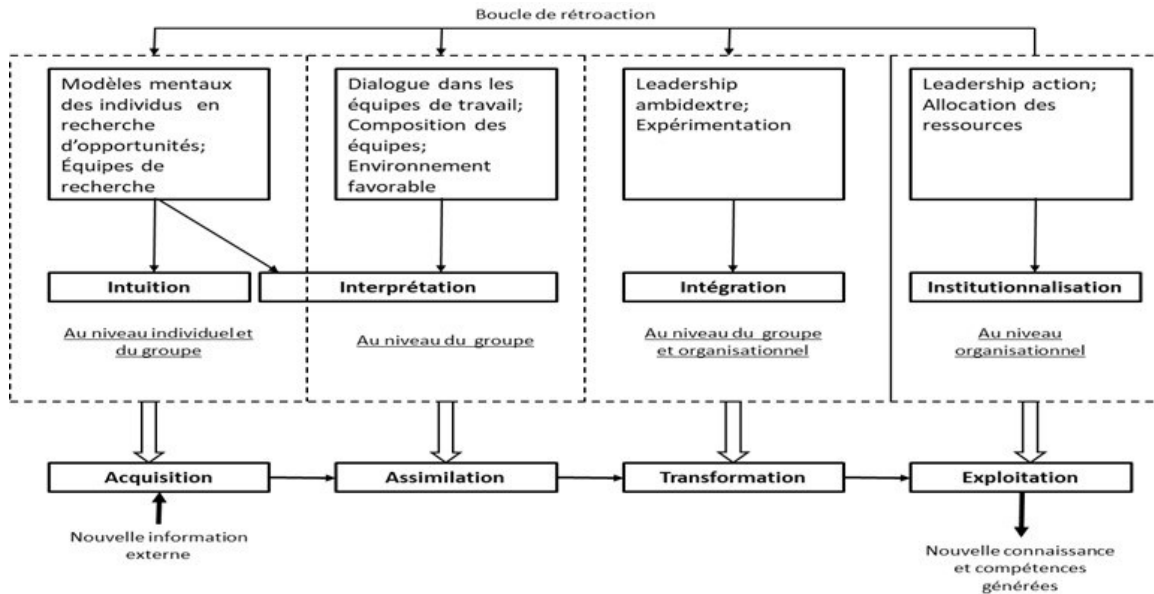 Boucle de rétroaction
Modèles mentaux
des individus en
recherche
d'opportunités;
Équipes de
recherche
Dialogue dans les
équipes de travail;
Composition des
équipes;
Environnement
favorable
Leadership
ambidextre;
Expérimentation
Leadership action;
Allocation des
ressources
Intuition
Interprétation
Intégration
Institutionnalisation
Au niveau individuel et
du groupe
Au niveau du groupe
Au niveau du groupe
et organisationnel
Au niveau
organisationnel
Acquisition
Assimilation
Transformation
Exploitation
Nouvelle information
externe
Nouvelle connaissance
et compétences
générées